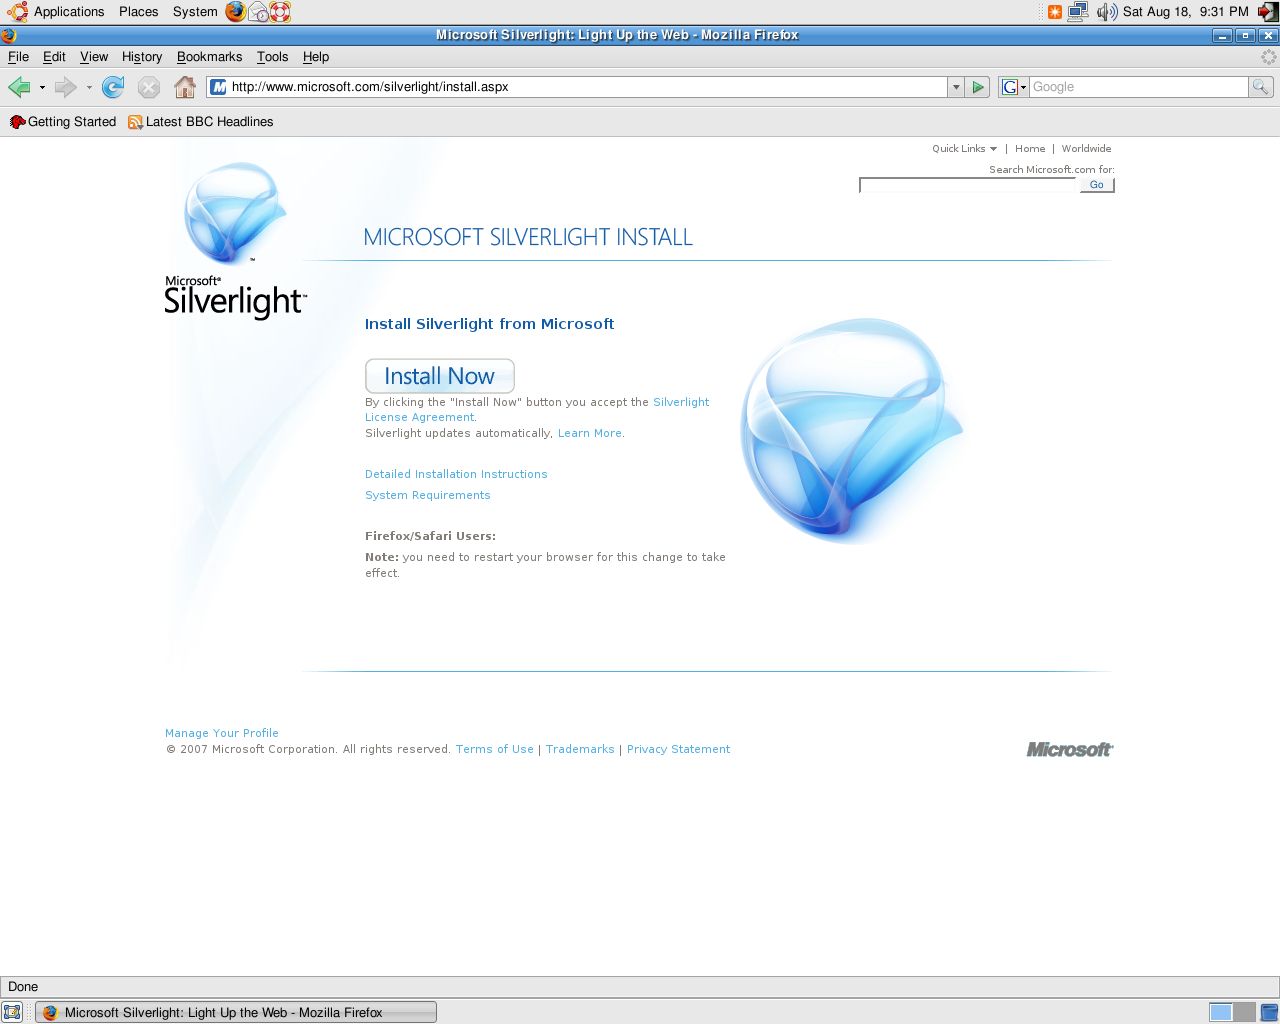 Applications Places System Sat Aug 18, 9:31 PM
Microsoft Silverlight: Light Up the Web - Mozilla Firefox
File Edit View History Bookmarks Tools Help
http://www.microsoft.com/silverlight/install.aspx G Google
Getting Started Latest BBC Headlines
Quick Links | Home | Worldwide
Search Microsoft.com for:
Go
MICROSOFT SILVERLIGHT INSTALL
™
Microsoft®
Silverlight™
Install Silverlight from Microsoft
Install Now
By clicking the "Install Now" button you accept the Silverlight
License Agreement.
Silverlight updates automatically, Learn More.
Detailed Installation Instructions
System Requirements
Firefox/Safari Users:
Note: you need to restart your browser for this change to take
effect.
Manage Your Profile
© 2007 Microsoft Corporation. All rights reserved. Terms of Use | Trademarks | Privacy Statement
Microsoft®
Done
Microsoft Silverlight: Light Up the Web - Mozilla Firefox